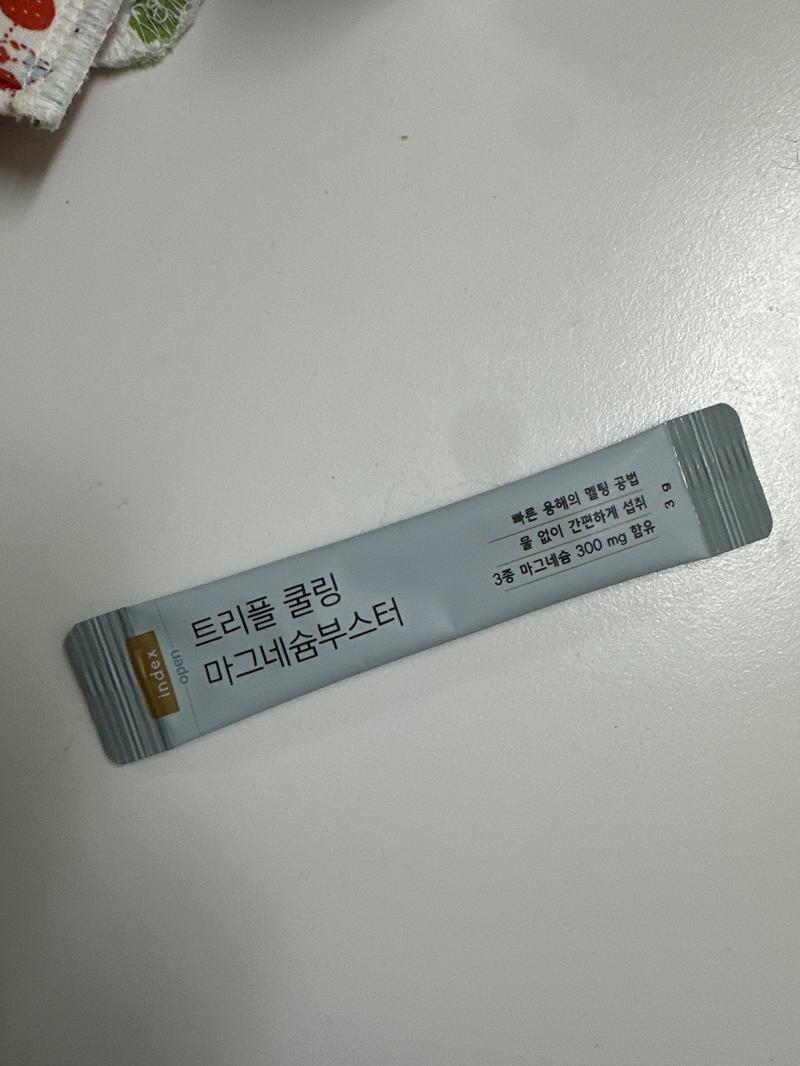 index
open
트리플 쿨링
마그네슘부스터
빠른 용해의 멜팅 공법
물 없이 간편하게 섭취
3종 마그네슘 300 mg 함유
3 g